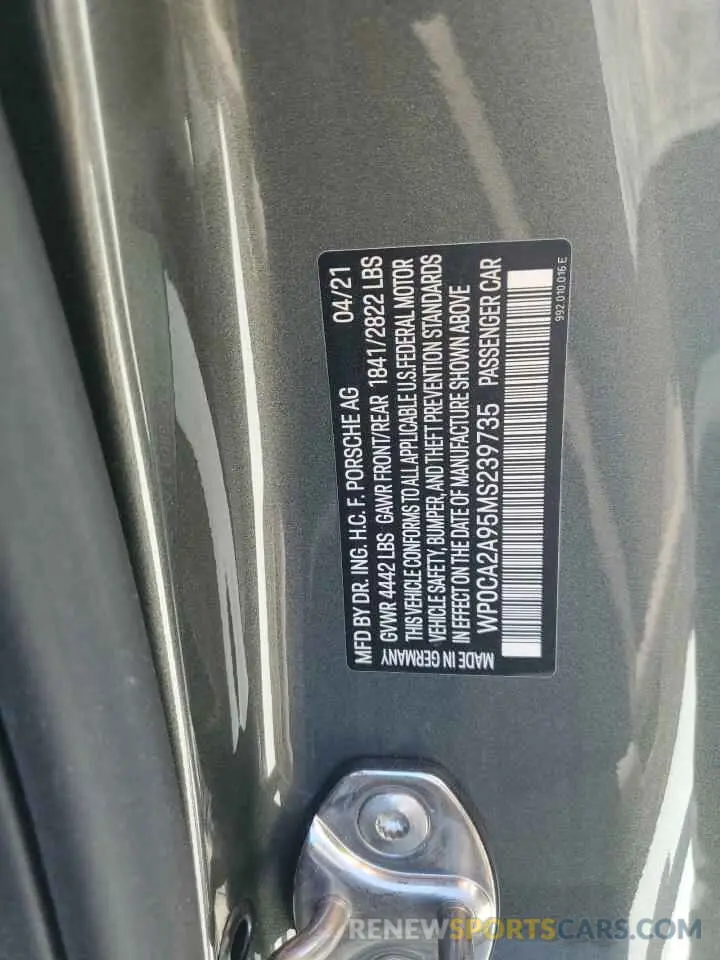 MFD BY DR. ING. H.C. F. PORSCHE AG 04/21
GVWR 4442 LBS GAWR FRONT/REAR 1841/2822 LBS
THIS VEHICLE CONFORMS TO ALL APPLICABLE U.S. FEDERAL MOTOR
VEHICLE SAFETY, BUMPER, AND THEFT PREVENTION STANDARDS
IN EFFECT ON THE DATE OF MANUFACTURE SHOWN ABOVE
MADE IN GERMANY
WP0CA2A95MS239735 PASSENGER CAR
992.010.016 E
RENEWSPORTSCARS.COM